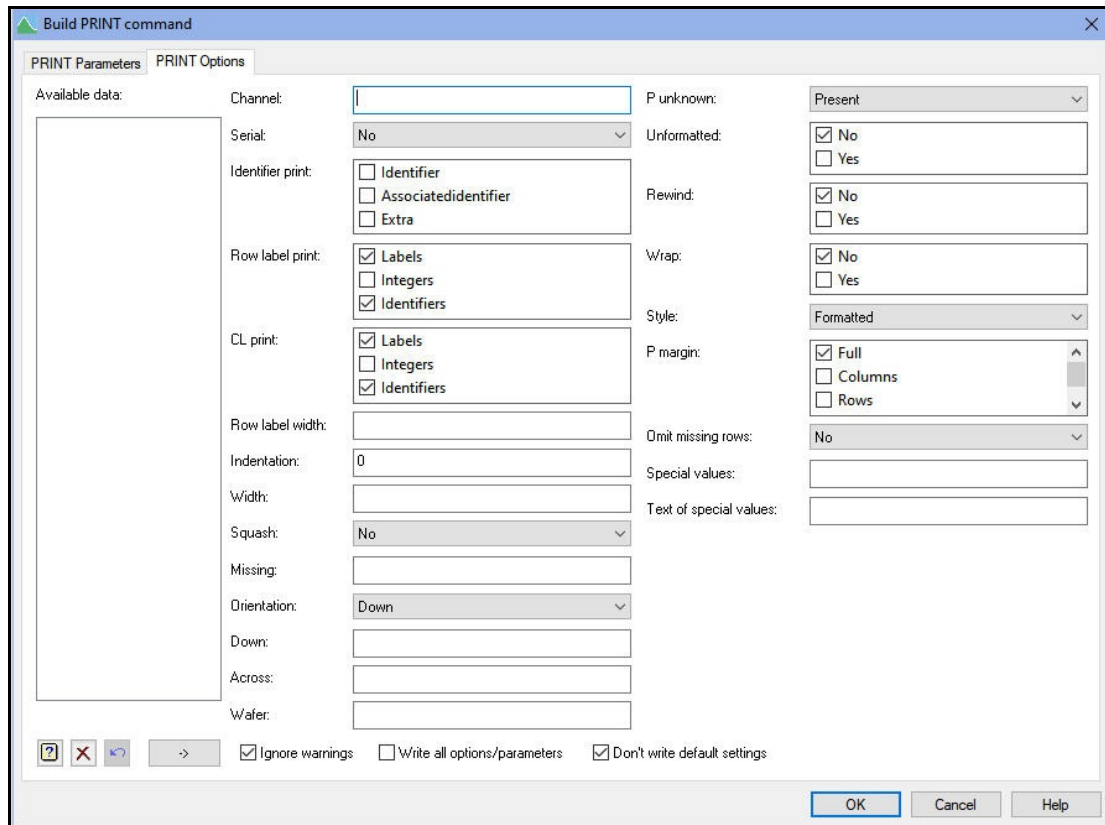 Build PRINT command
PRINT Parameters
PRINT Options
Available data:
Channel:
Serial:
No
Identifier print:
Identifier
Associatedidentifier
Extra
Row label print:
Labels
Integers
Identifiers
CL print:
Labels
Integers
Identifiers
Row label width:
Indentation:
0
Width:
Squash:
No
Missing:
Orientation:
Down
Down:
Across:
Wafer:
P unknown:
Present
Unformatted:
No
Yes
Rewind:
No
Yes
Wrap:
No
Yes
Style:
Formatted
P margin:
Full
Columns
Rows
Omit missing rows:
No
Special values:
Text of special values:
?
->
Ignore warnings
Write all options/parameters
Don't write default settings
OK
Cancel
Help